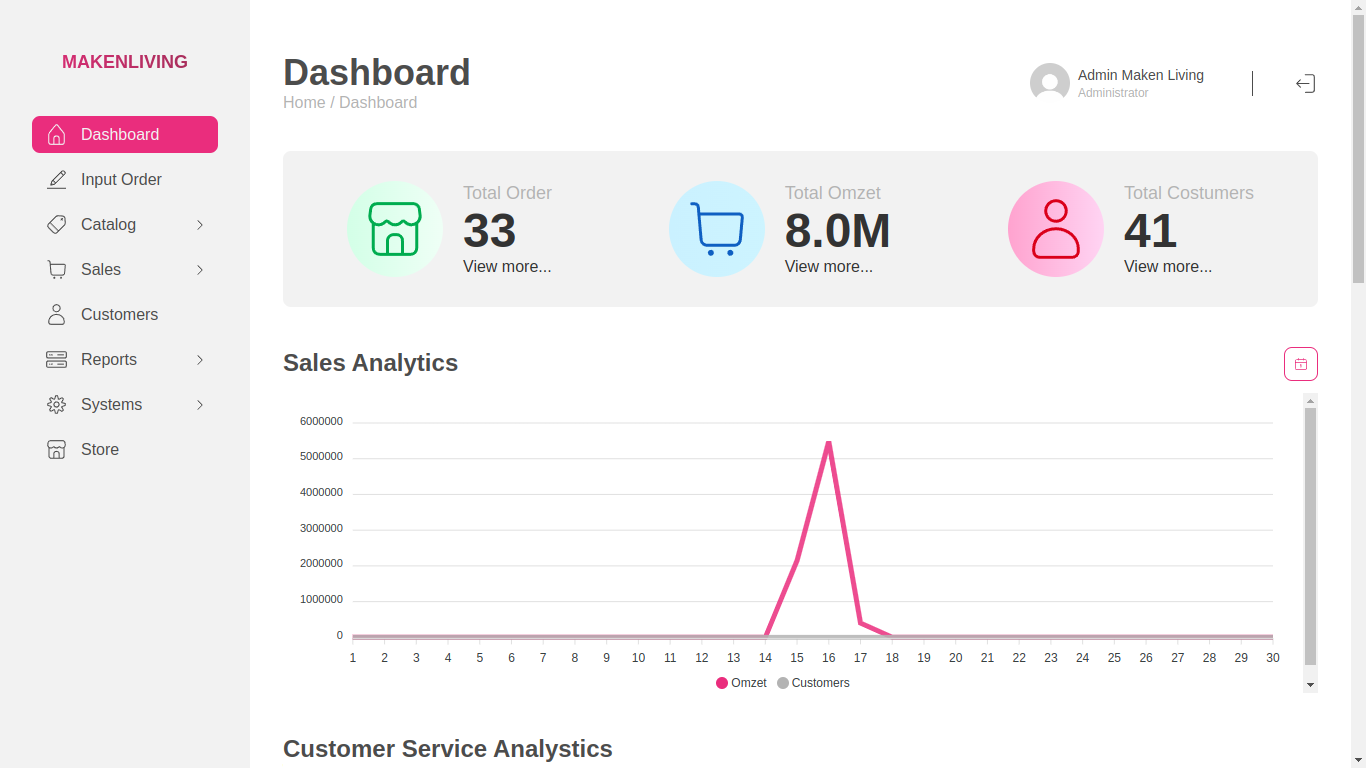 MAKENLIVING
Dashboard
Input Order
Catalog
Sales
Customers
Reports
Systems
Store
Dashboard
Home / Dashboard
Admin Maken Living
Administrator
Total Order
33
View more...
Total Omzet
8.0M
View more...
Total Costumers
41
View more...
Sales Analytics
6000000
5000000
4000000
3000000
2000000
1000000
0
1 2 3 4 5 6 7 8 9 10 11 12 13 14 15 16 17 18 19 20 21 22 23 24 25 26 27 28 29 30
Omzet Customers
Customer Service Analystics